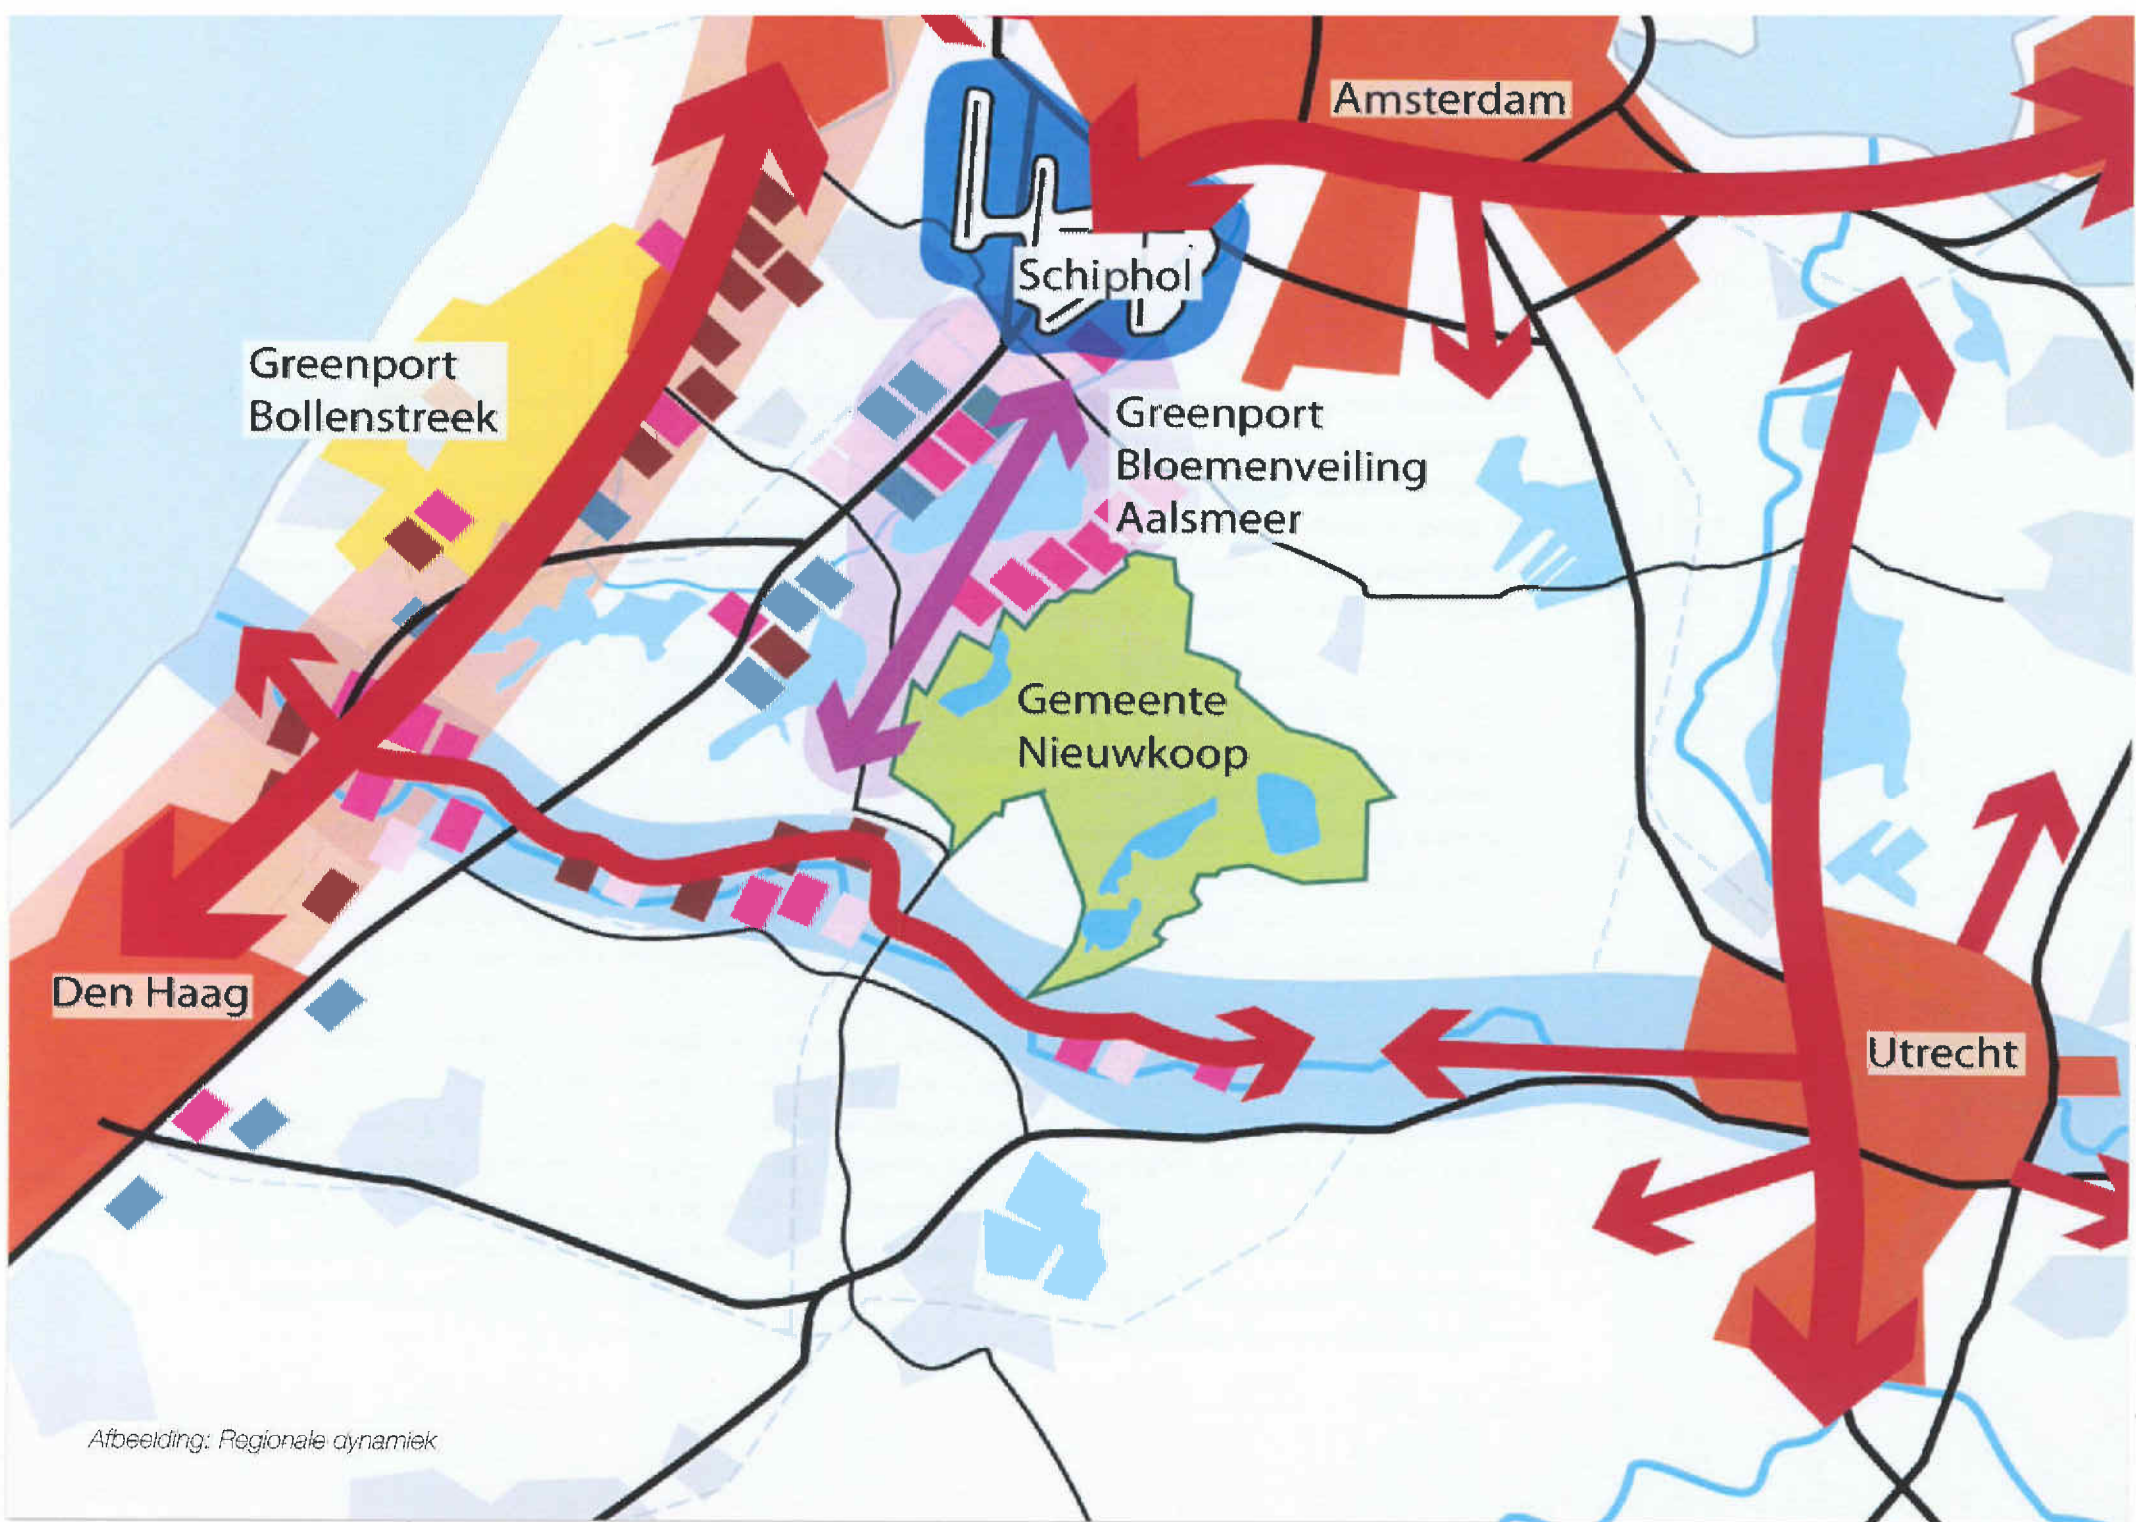 Amsterdam
Schiphol
Greenport
Bollenstreek
Greenport
Bloemenveiling
Aalsmeer
Gemeente
Nieuwkoop
Den Haag
Utrecht
Afbeelding: Regionale dynamiek